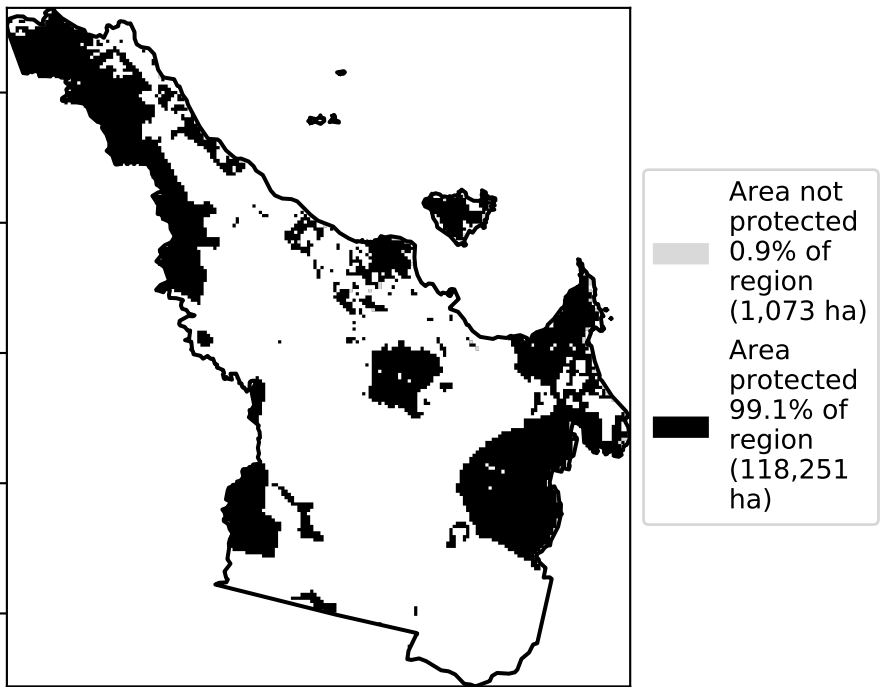 Area not
protected
0.9% of
region
(1,073 ha)
Area
protected
99.1% of
region
(118,251
ha)